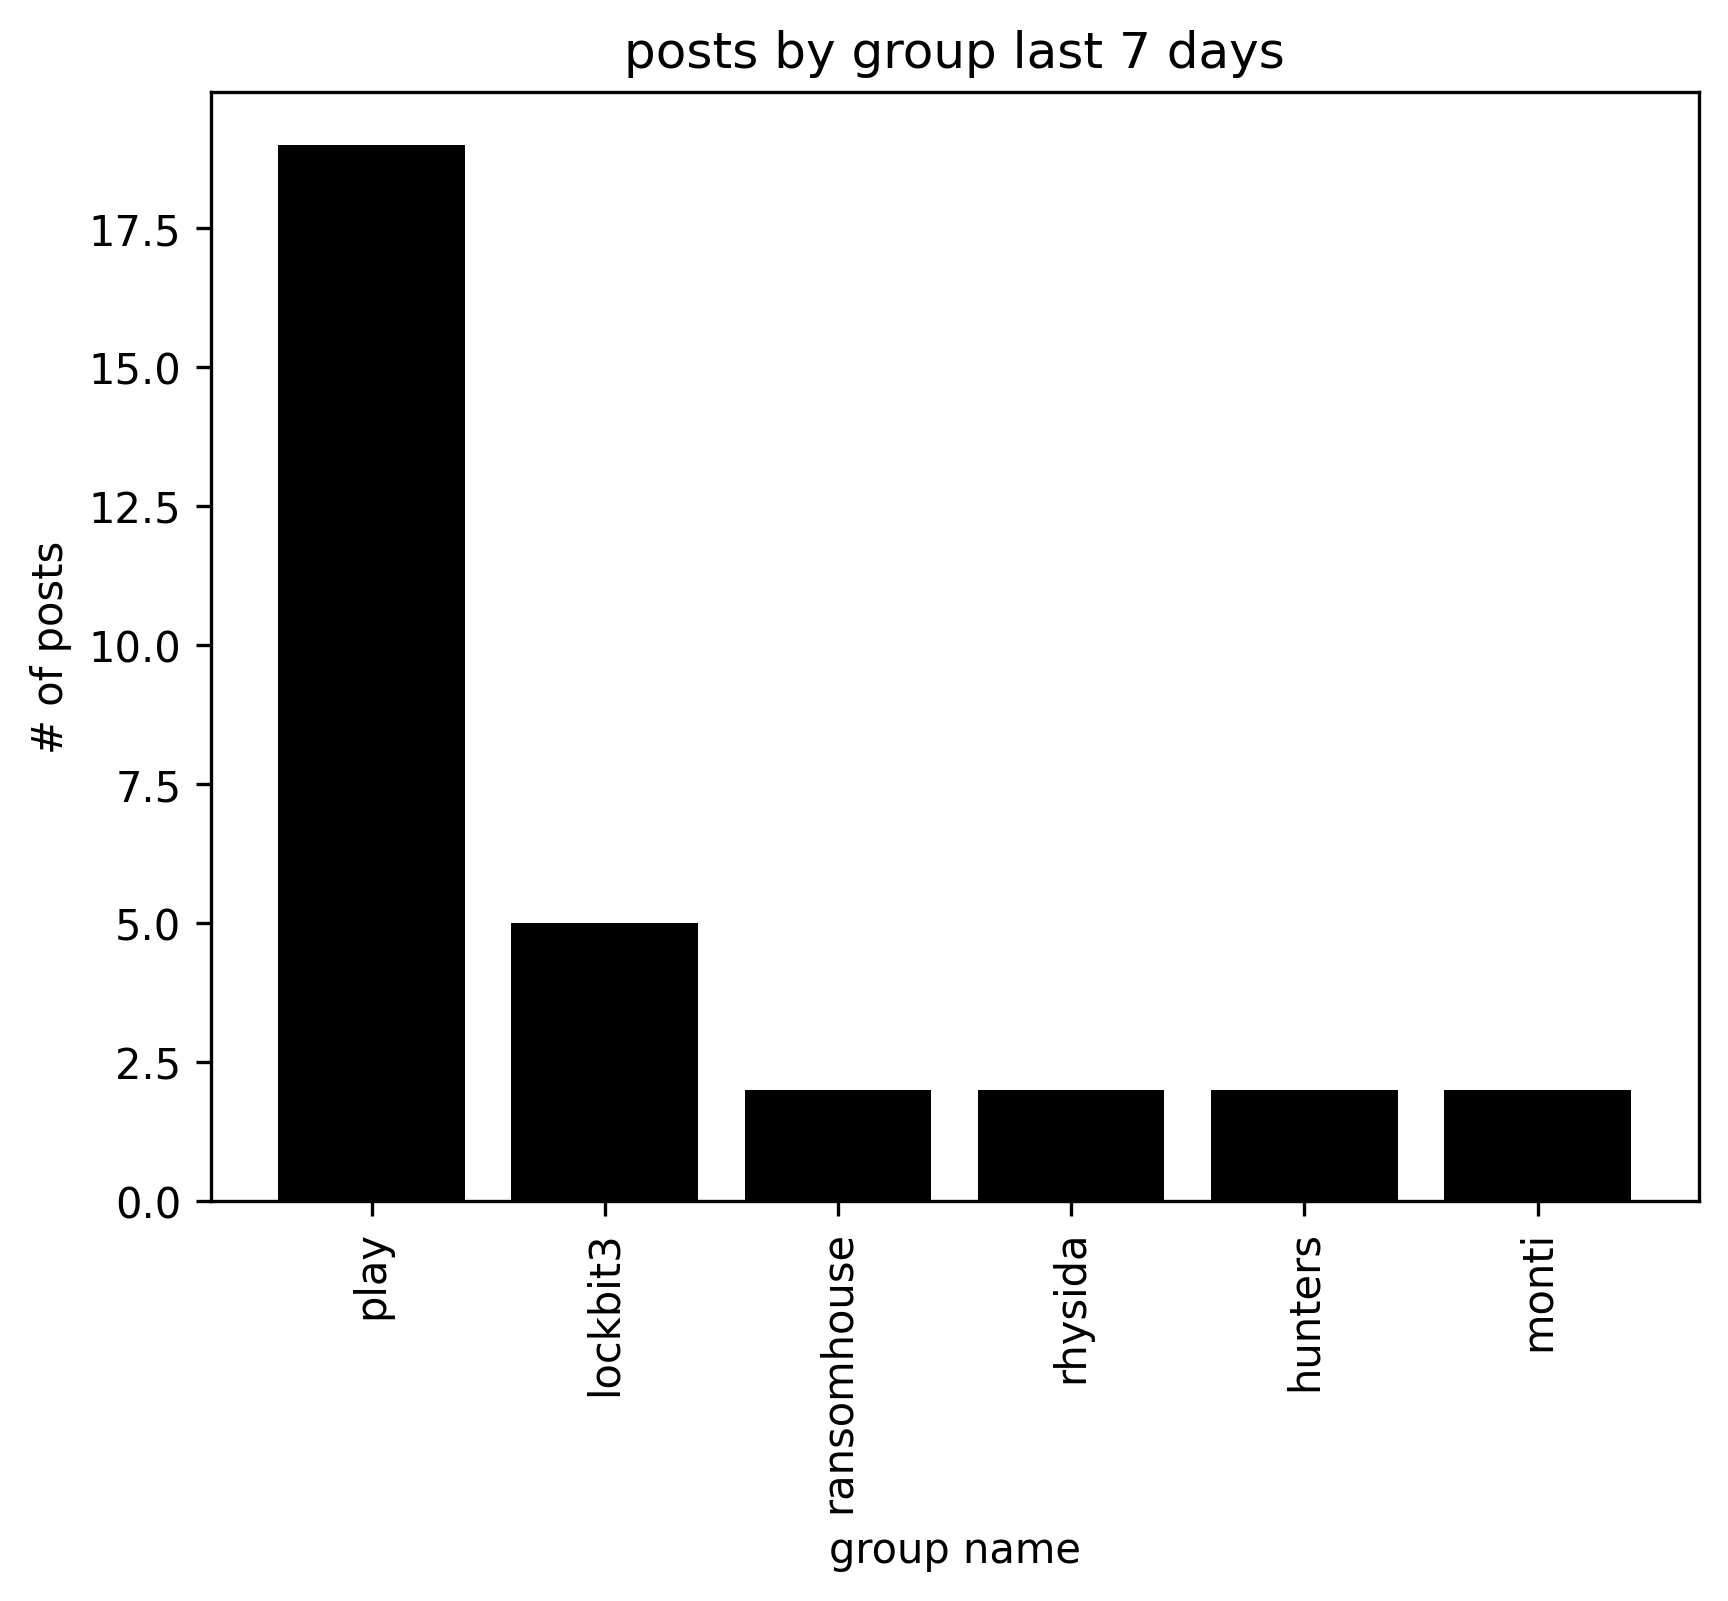 posts by group last 7 days
# of posts
17.5
15.0
12.5
10.0
7.5
5.0
2.5
0.0
play
lockbit3
ransomhouse
rhysida
hunters
monti
group name